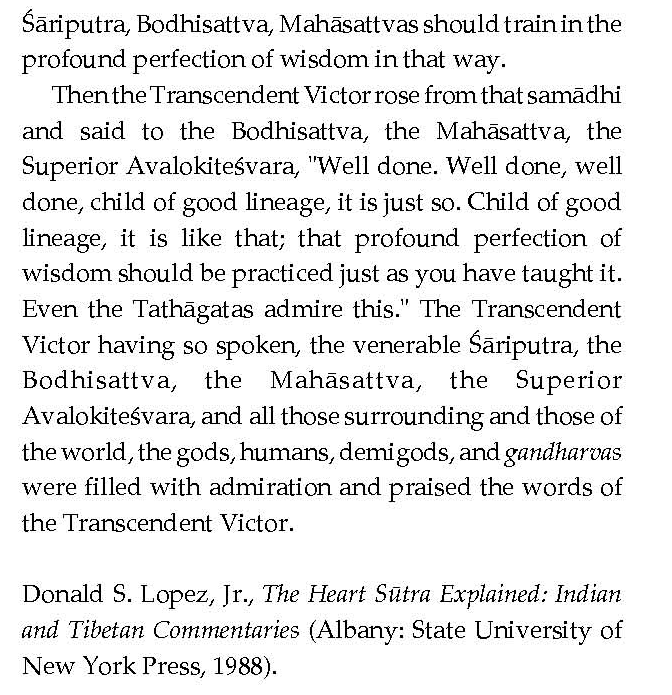 Śāriputra, Bodhisattva, Mahāsattvas should train in the
profound perfection of wisdom in that way.
Then the Transcendent Victor rose from that samādhi
and said to the Bodhisattva, the Mahāsattva, the
Superior Avalokiteśvara, "Well done. Well done, well
done, child of good lineage, it is just so. Child of good
lineage, it is like that; that profound perfection of
wisdom should be practiced just as you have taught it.
Even the Tathāgatas admire this." The Transcendent
Victor having so spoken, the venerable Śāriputra, the
Bodhisattva, the Mahāsattva, the Superior
Avalokiteśvara, and all those surrounding and those of
the world, the gods, humans, demigods, and gandharvas
were filled with admiration and praised the words of
the Transcendent Victor.
Donald S. Lopez, Jr., The Heart Sūtra Explained: Indian
and Tibetan Commentaries (Albany: State University of
New York Press, 1988).